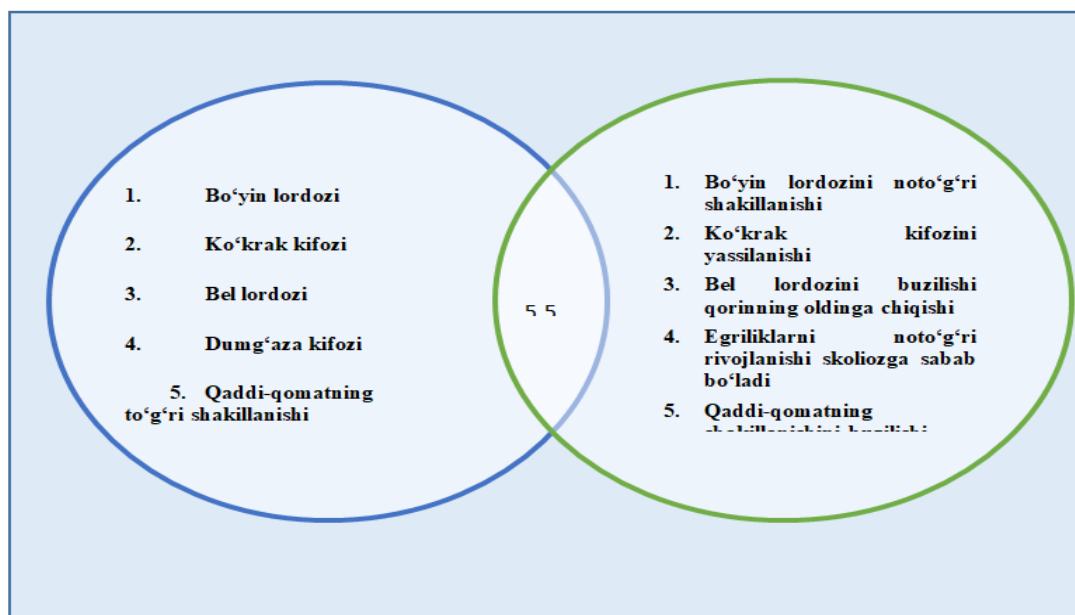 1. Bo‘yin lordozi
2. Ko‘krak kifozi
3. Bel lordozi
4. Dumg‘aza kifozi
5. Qaddi-qomatning
to‘g‘ri shakillanishi
5 5
1. Bo‘yin lordozini noto‘g‘ri
shakillanishi
2. Ko‘krak kifozini
yassilanishi
3. Bel lordozini buzilishi
qorinning oldinga chiqishi
4. Egriliklarni noto‘g‘ri
rivojlanishi skoliozga sabab
bo‘ladi
5. Qaddi-qomatning
shakillanishini buzilishi